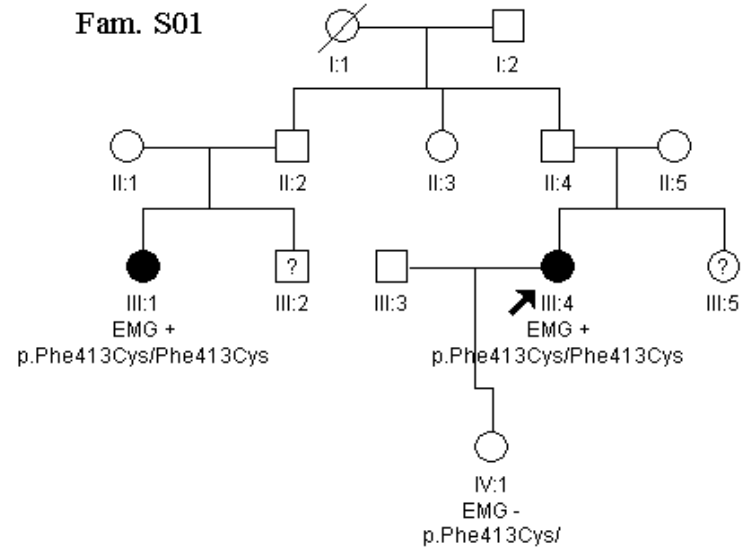 Fam. S01
I:1 I:2
II:1 II:2 II:3 II:4 II:5
? ?
III:1 III:2 III:3 III:4 III:5
EMG + EMG +
p.Phe413Cys/Phe413Cys p.Phe413Cys/Phe413Cys
IV:1
EMG -
p.Phe413Cys/